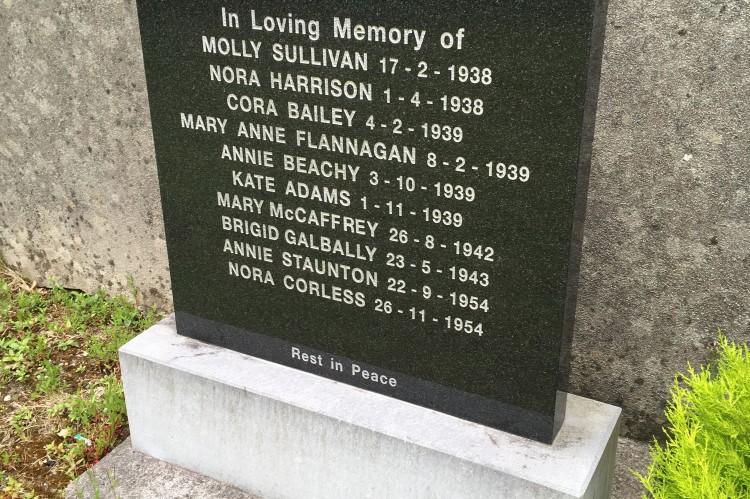 In Loving Memory of
MOLLY SULLIVAN 17 - 2 - 1938
NORA HARRISON 1 - 4 - 1938
CORA BAILEY 4 - 2 - 1939
MARY ANNE FLANNAGAN 8 - 2 - 1939
ANNIE BEACHY 3 - 10 - 1939
KATE ADAMS 1 - 11 - 1939
MARY McCAFFREY 26 - 8 - 1942
BRIGID GALBALLY 23 - 5 - 1943
ANNIE STAUNTON 22 - 9 - 1954
NORA CORLESS 26 - 11 - 1954
Rest in Peace